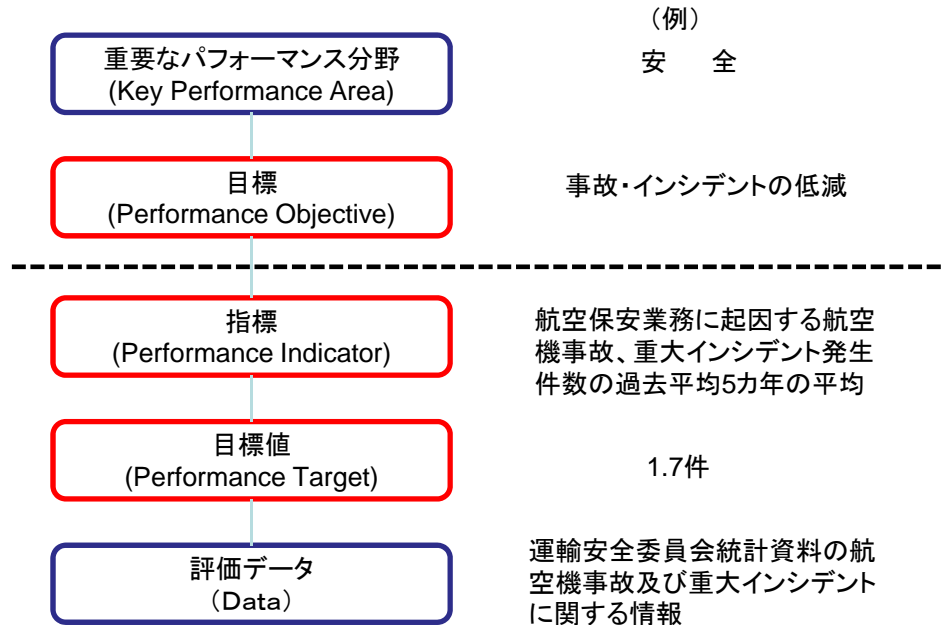 （例）
重要なパフォーマンス分野
(Key Performance Area)
安　全
目標
(Performance Objective)
事故・インシデントの低減
指標
(Performance Indicator)
航空保安業務に起因する航空
機事故、重大インシデント発生
件数の過去平均5カ年の平均
目標値
(Performance Target)
1.7件
評価データ
（Data）
運輸安全委員会統計資料の航
空機事故及び重大インシデント
に関する情報